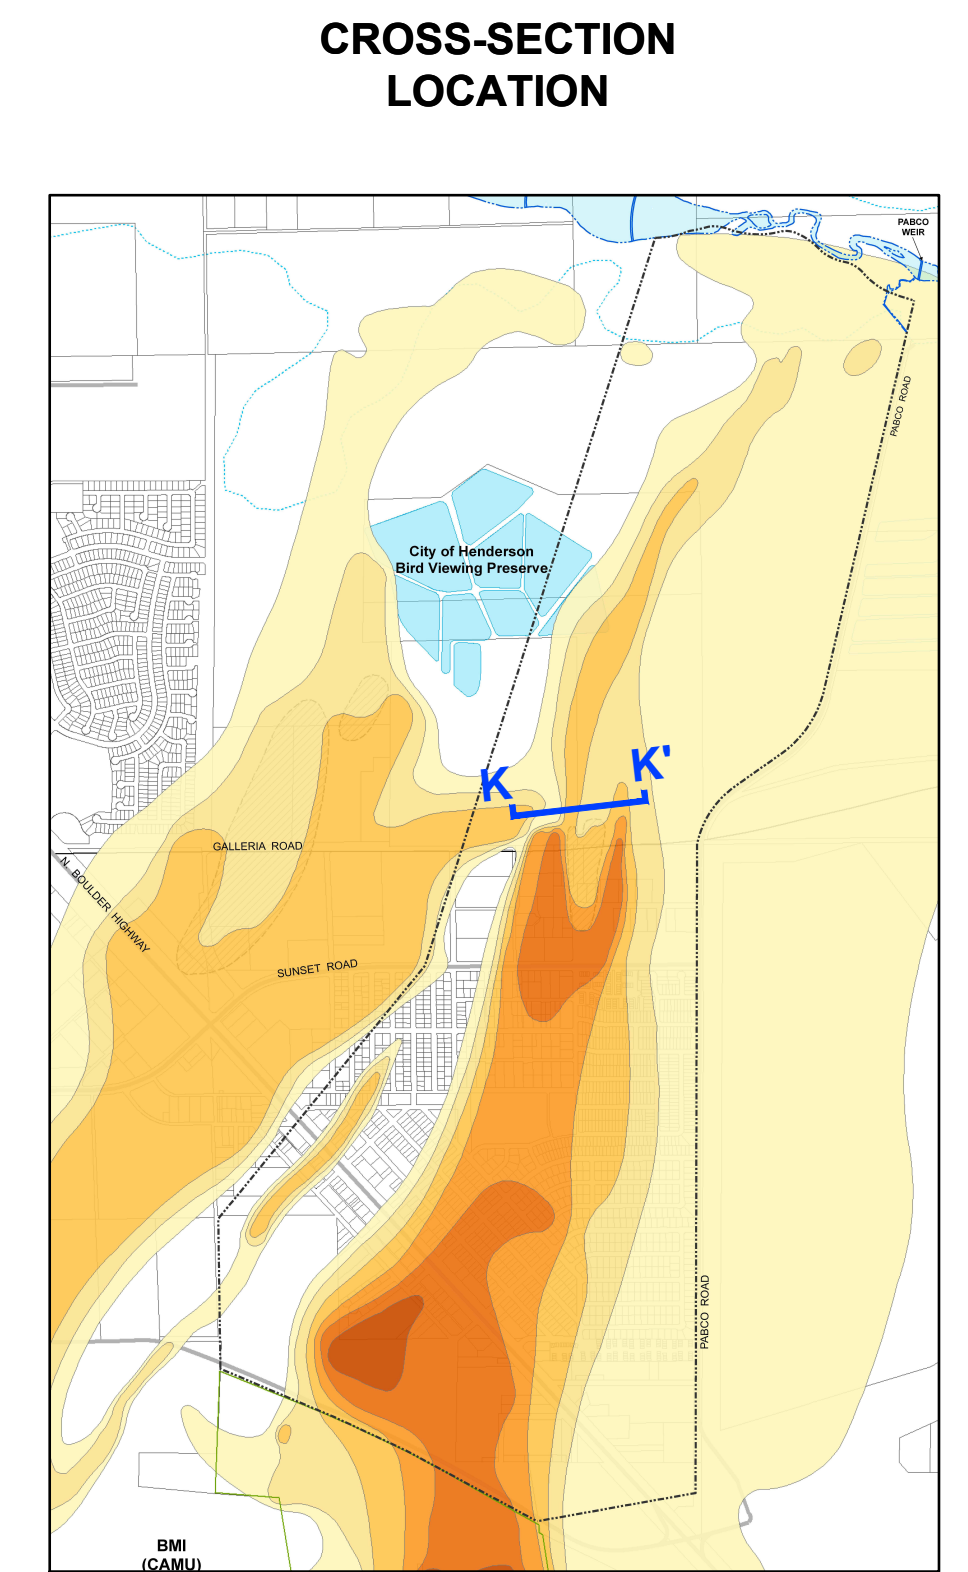 CROSS-SECTION
LOCATION
PABCO
WEIR
PABCO ROAD
City of Henderson
Bird Viewing Preserve
K
K'
GALLERIA ROAD
N. BOULDER HIGHWAY
SUNSET ROAD
PABCO ROAD
BMI
(CAMU)